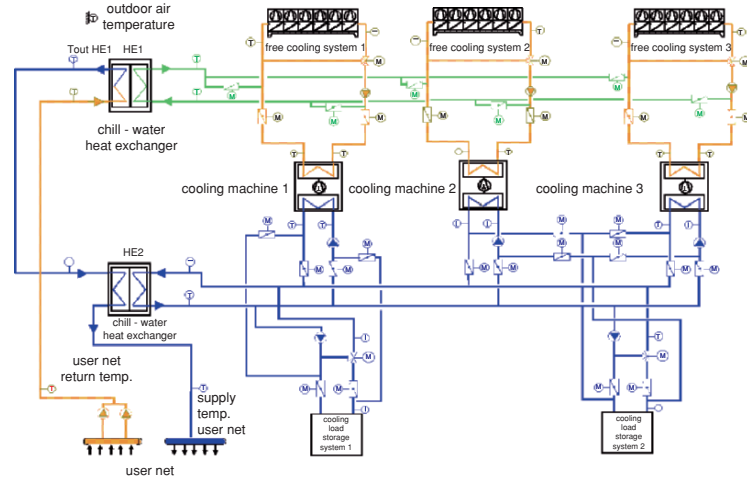 outdoor air
temperature
Tout HE1
HE1
free cooling system 1
free cooling system 2
free cooling system 3
chill - water
heat exchanger
cooling machine 1
cooling machine 2
cooling machine 3
HE2
chill - water
heat exchanger
user net
return temp.
supply
temp.
user net
user net
cooling
load
storage
system 1
cooling
load
storage
system 2